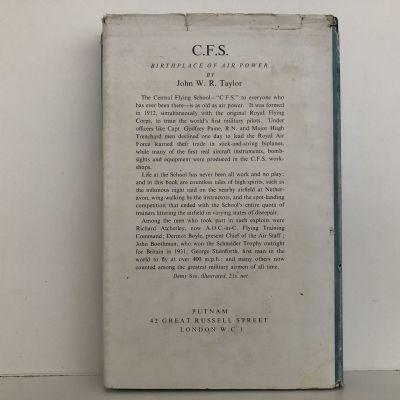 C.F.S.
BIRTHPLACE OF AIR POWER
BY
John W. R. Taylor
The Central Flying School—"C.F.S." to everyone who
has ever been there—is as old as air power. It was formed
in 1912, simultaneously with the original Royal Flying
Corps, to train the world's first military pilots. Under
officers like Capt. Godfrey Paine, R.N. and Major Hugh
Trenchard men destined one day to lead the Royal Air
Force learned their trade in stick-and-string biplanes,
while many of the first real aircraft instruments, bomb-
sights and equipment were produced in the C.F.S. work-
shops.
Life at the School has never been all work and no play;
and in this book are countless tales of high spirits, such as
the infamous night raid on the nearby airfield at Nether-
avon, wing-walking by the instructors, and the spot-landing
competition that ended with the School's entire quota of
trainers littering the airfield in varying states of disrepair.
Among the men who took part in such exploits were
Richard Atcherley, now A.O.C.-in-C. Flying Training
Command; Dermot Boyle, present Chief of the Air Staff;
John Boothman, who won the Schneider Trophy outright
for Britain in 1931; George Stainforth, first man in the
world to fly at over 400 m.p.h.; and many others now
counted among the greatest military airmen of all time.
Demy 8vo, illustrated, 21s. net.
PUTNAM
42 GREAT RUSSELL STREET
LONDON W C 1